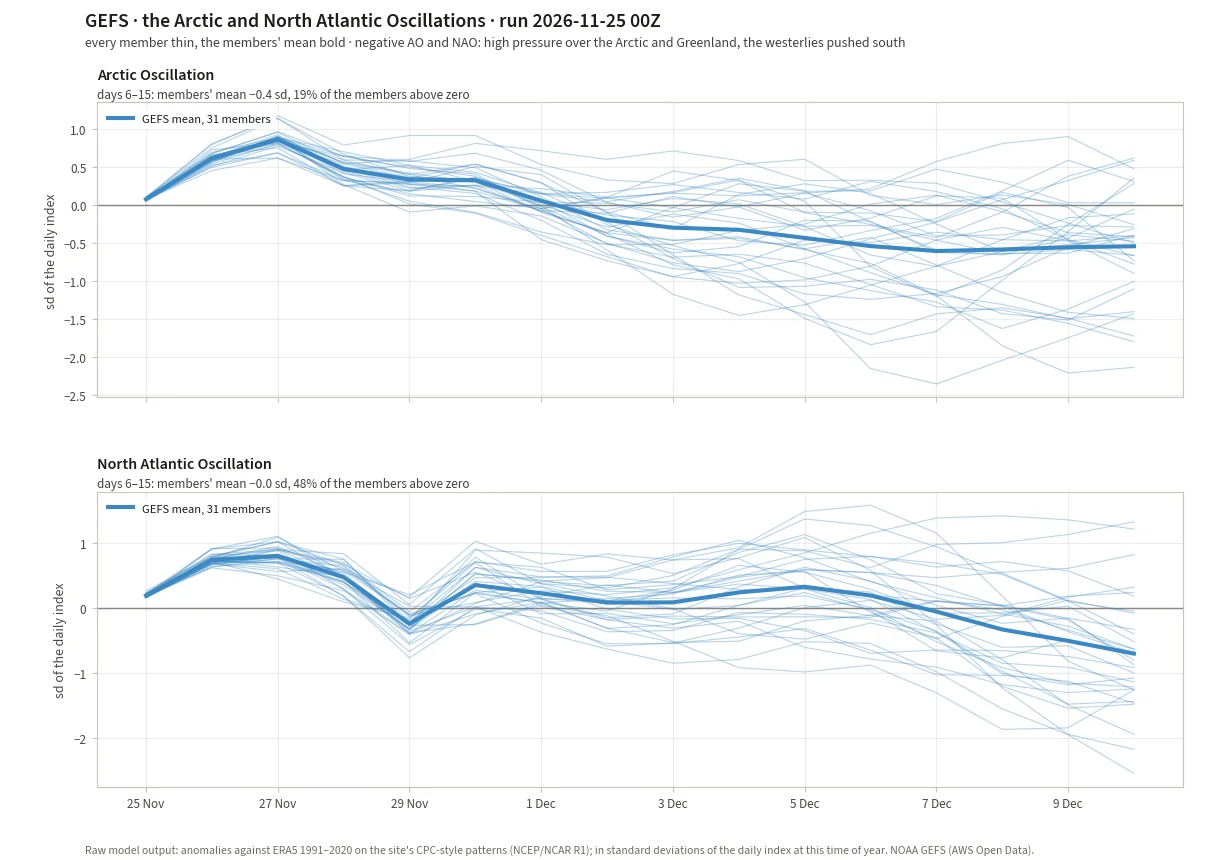 GEFS · the Arctic and North Atlantic Oscillations · run 2026-11-25 00Z
every member thin, the members' mean bold · negative AO and NAO: high pressure over the Arctic and Greenland, the westerlies pushed south
Arctic Oscillation
days 6–15: members' mean −0.4 sd, 19% of the members above zero
GEFS mean, 31 members
1.0
0.5
0.0
−0.5
−1.0
−1.5
−2.0
−2.5
sd of the daily index
North Atlantic Oscillation
days 6–15: members' mean −0.0 sd, 48% of the members above zero
GEFS mean, 31 members
1
0
−1
−2
sd of the daily index
25 Nov 27 Nov 29 Nov 1 Dec 3 Dec 5 Dec 7 Dec 9 Dec
Raw model output: anomalies against ERA5 1991–2020 on the site's CPC-style patterns (NCEP/NCAR R1); in standard deviations of the daily index at this time of year. NOAA GEFS (AWS Open Data).